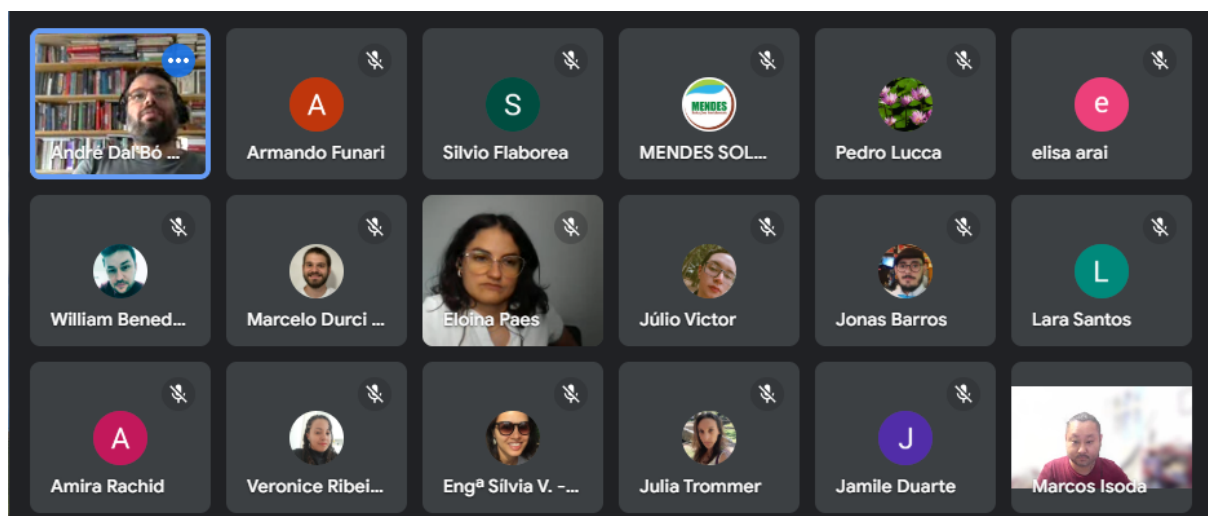 André Dal'Bó ...
A
Armando Funari
S
Silvio Flaborea
MENDES
MENDES SOL...
Pedro Lucca
e
elisa arai
William Bened...
Marcelo Durci ...
Eloina Paes
Júlio Victor
Jonas Barros
L
Lara Santos
A
Amira Rachid
Veronice Ribei...
Engª Sílvia V. -...
Julia Trommer
J
Jamile Duarte
Marcos Isoda